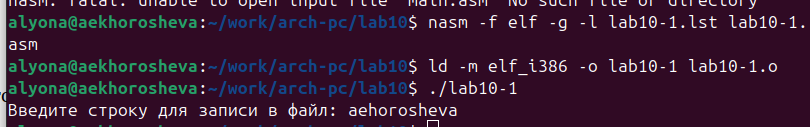 nasm: fatal: unable to open input file `Math.asm' No such file or directory
alyona@aekhorosheva:~/work/arch-pc/lab10$ nasm -f elf -g -l lab10-1.lst lab10-1.
asm
alyona@aekhorosheva:~/work/arch-pc/lab10$ ld -m elf_i386 -o lab10-1 lab10-1.o
alyona@aekhorosheva:~/work/arch-pc/lab10$ ./lab10-1
Введите строку для записи в файл: aehorosheva
alyona@aekhorosheva:~/work/arch-pc/lab10$